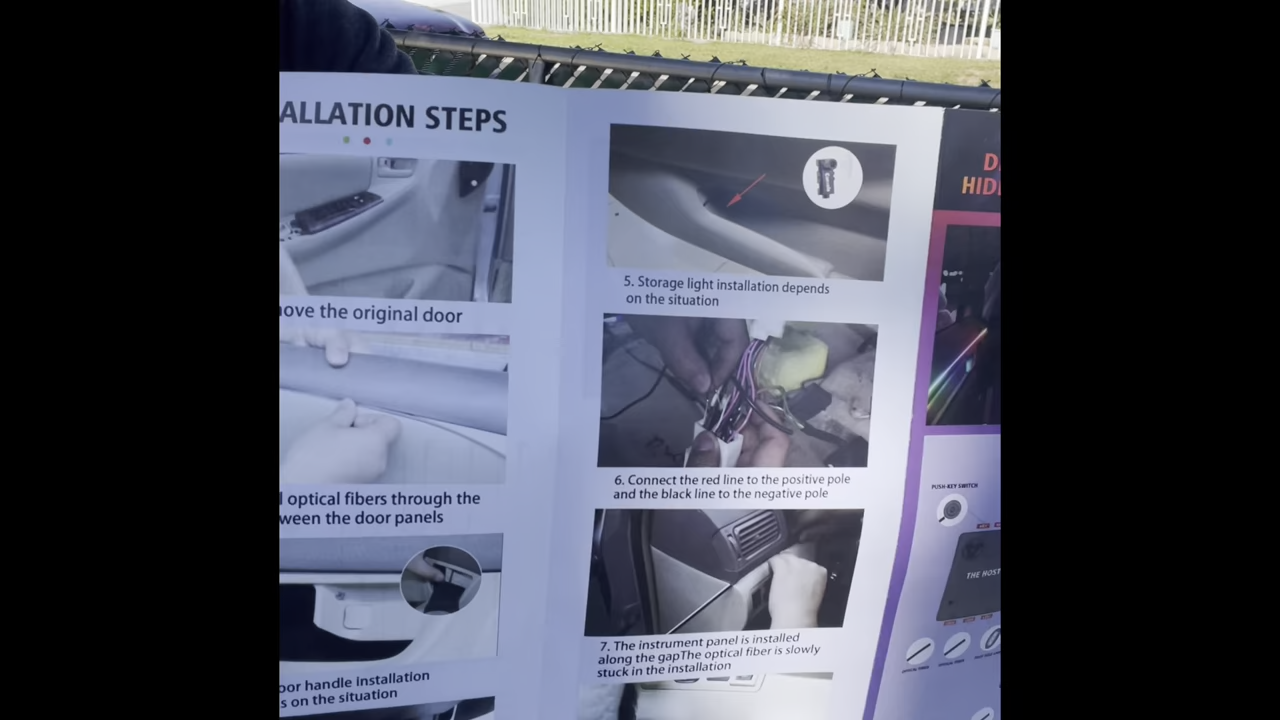 ALLATION STEPS
ove the original door
optical fibers through the
ween the door panels
oor handle installation
s on the situation
5. Storage light installation depends
on the situation
6. Connect the red line to the positive pole
and the black line to the negative pole
7. The instrument panel is installed
along the gapThe optical fiber is slowly
stuck in the installation
D
HID
PUSH-KEY SWITCH
THE HOST